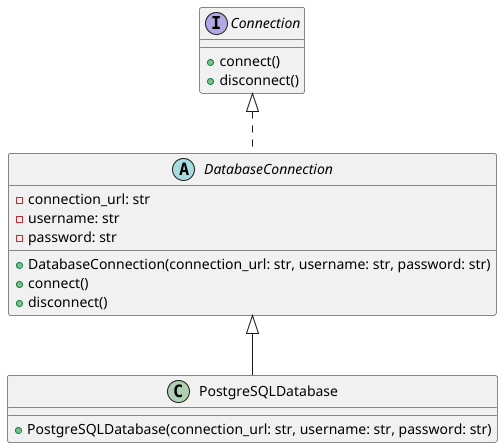 I Connection
connect()
disconnect()
A DatabaseConnection
connection_url: str
username: str
password: str
DatabaseConnection(connection_url: str, username: str, password: str)
connect()
disconnect()
C PostgreSQLDatabase
PostgreSQLDatabase(connection_url: str, username: str, password: str)